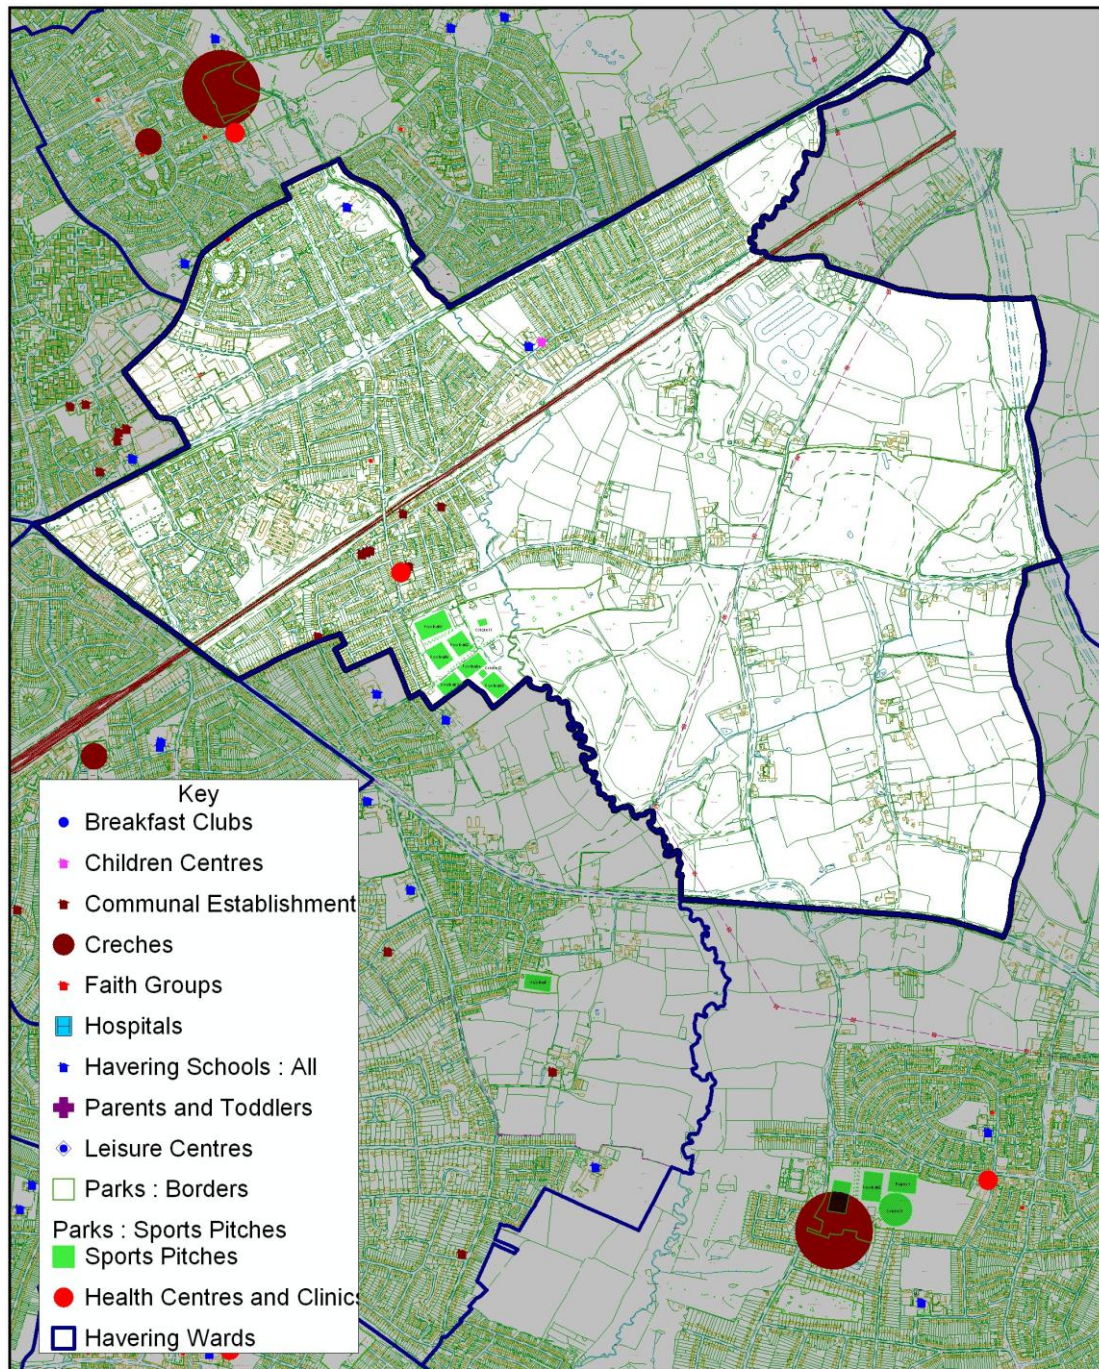 Key
Breakfast Clubs
Children Centres
Communal Establishment
Creches
Faith Groups
Hospitals
Havering Schools : All
Parents and Toddlers
Leisure Centres
Parks : Borders
Parks : Sports Pitches
Sports Pitches
Health Centres and Clinics
Havering Wards